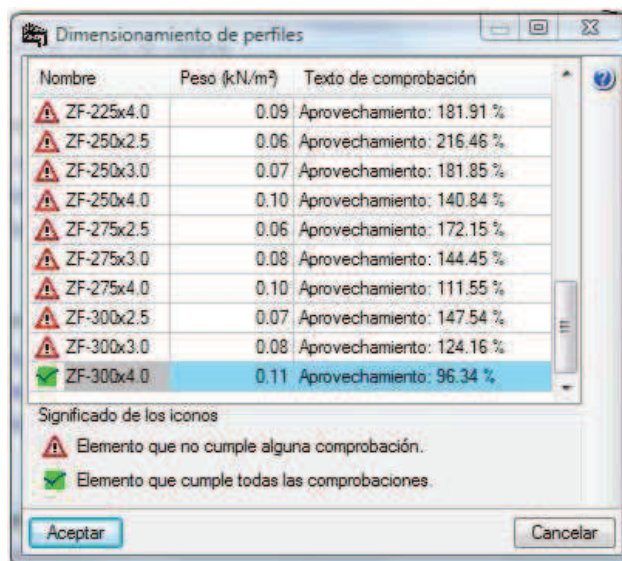 Dimensionamiento de perfiles
Nombre Peso (kN/m²) Texto de comprobación
ZF-225x4.0 0.09 Aprovechamiento: 181.91 %
ZF-250x2.5 0.06 Aprovechamiento: 216.46 %
ZF-250x3.0 0.07 Aprovechamiento: 181.85 %
ZF-250x4.0 0.10 Aprovechamiento: 140.84 %
ZF-275x2.5 0.06 Aprovechamiento: 172.15 %
ZF-275x3.0 0.08 Aprovechamiento: 144.45 %
ZF-275x4.0 0.10 Aprovechamiento: 111.55 %
ZF-300x2.5 0.07 Aprovechamiento: 147.54 %
ZF-300x3.0 0.08 Aprovechamiento: 124.16 %
ZF-300x4.0 0.11 Aprovechamiento: 96.34 %
Significado de los iconos
Elemento que no cumple alguna comprobación.
Elemento que cumple todas las comprobaciones.
Aceptar Cancelar